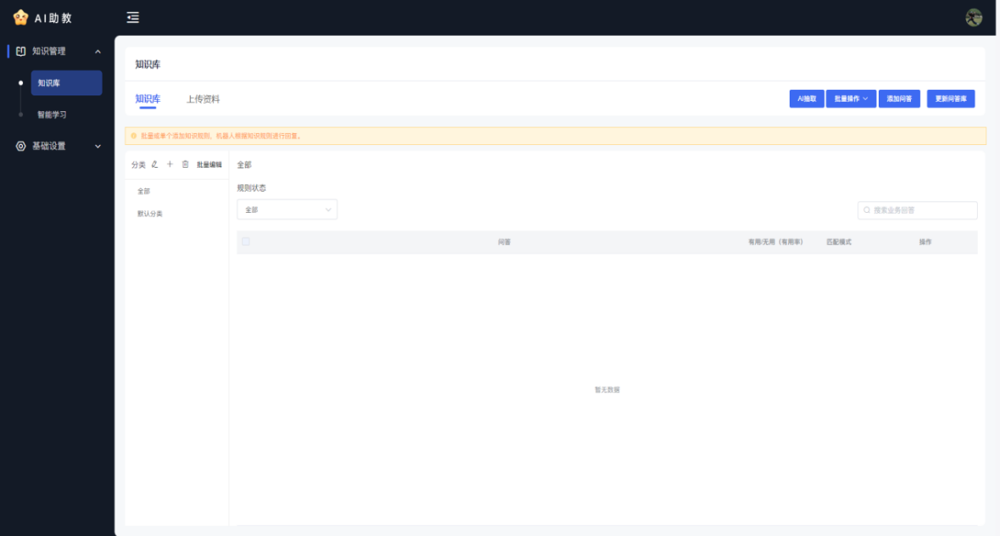 AI助教
知识管理
知识库
智能学习
基础设置
知识库
知识库 上传资料
AI抽取 批量操作 添加问答 更新问答库
批量或单个添加知识规则，机器人根据知识规则进行回复。
分类 批量编辑 全部
全部
默认分类
规则状态
全部 搜索业务回答
问答 有用/无用（有用率） 匹配模式 操作
暂无数据